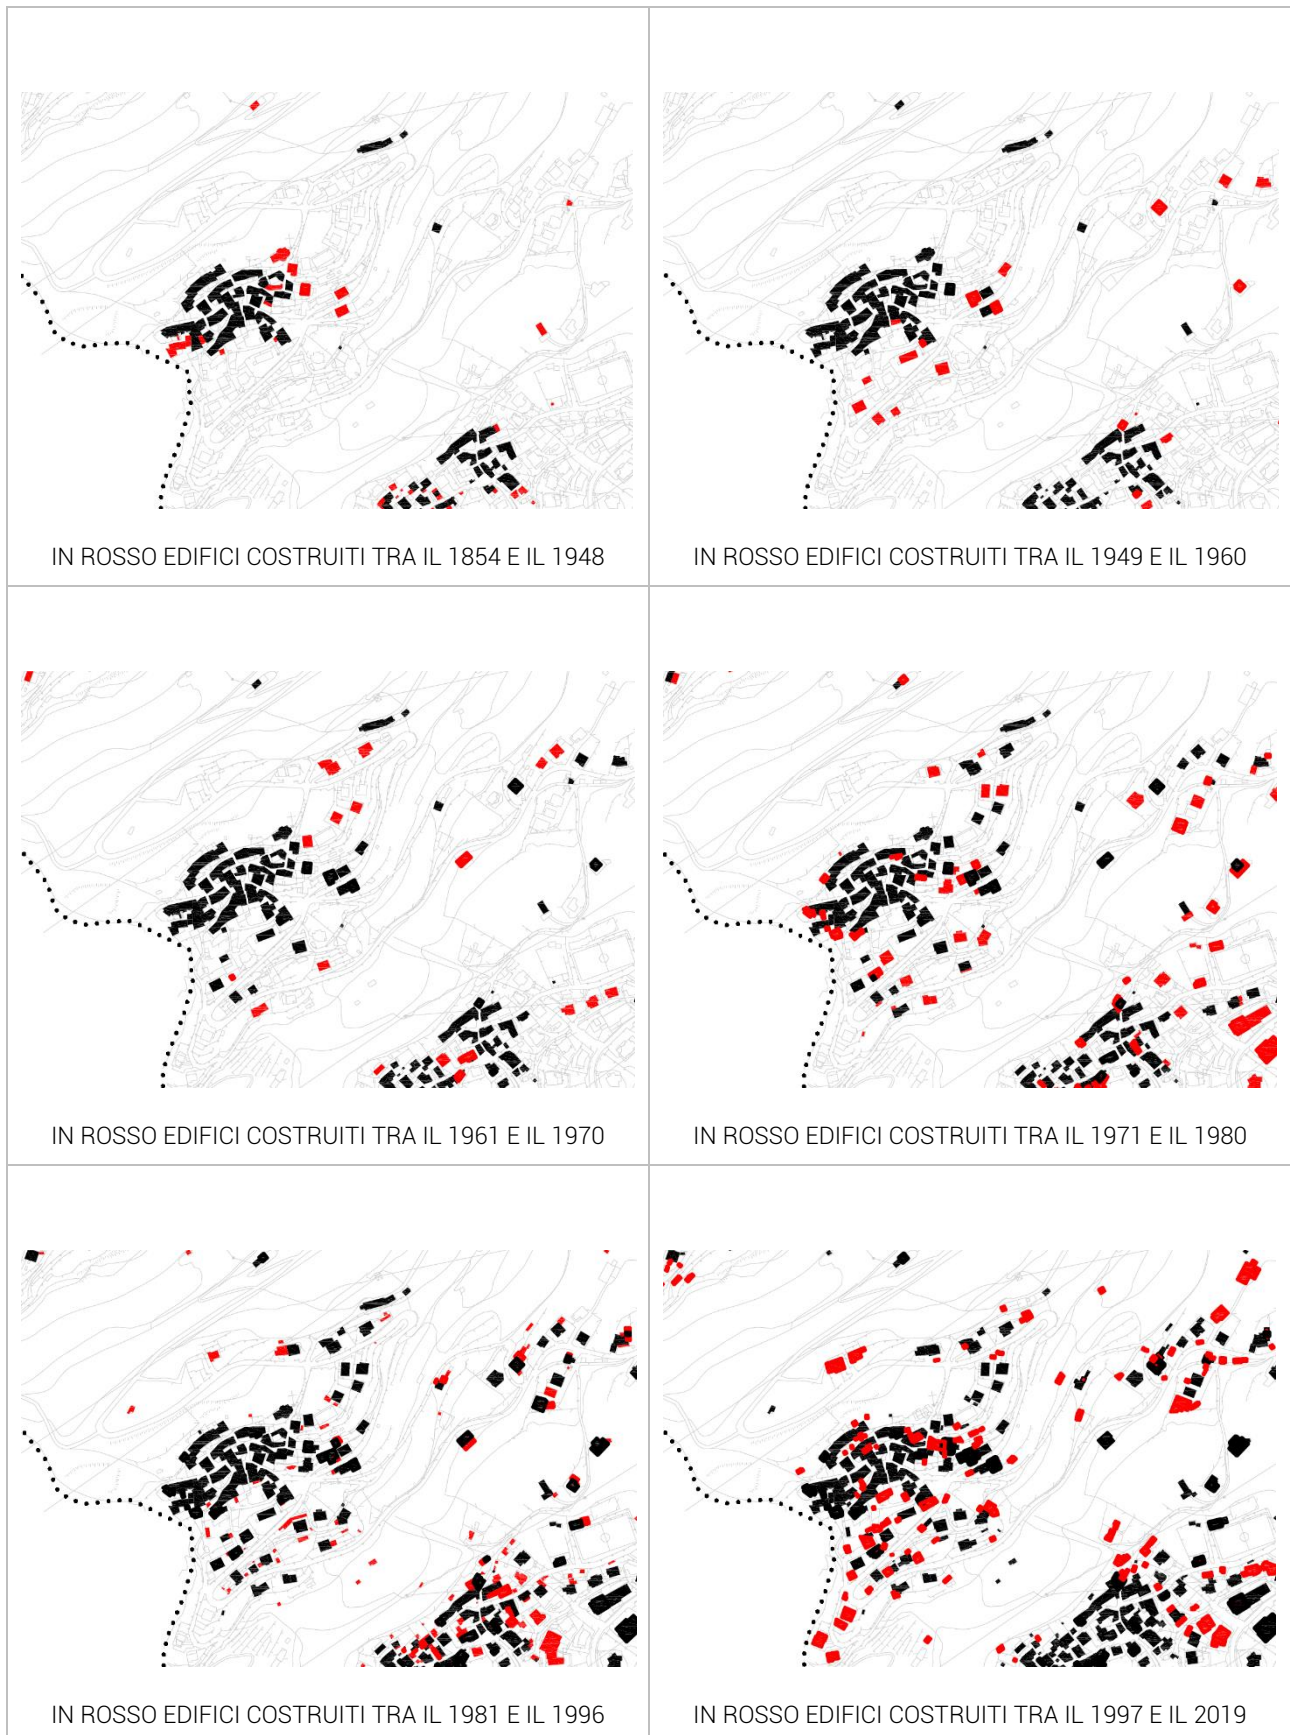 IN ROSSO EDIFICI COSTRUITI TRA IL 1854 E IL 1948
IN ROSSO EDIFICI COSTRUITI TRA IL 1949 E IL 1960
IN ROSSO EDIFICI COSTRUITI TRA IL 1961 E IL 1970
IN ROSSO EDIFICI COSTRUITI TRA IL 1971 E IL 1980
IN ROSSO EDIFICI COSTRUITI TRA IL 1981 E IL 1996
IN ROSSO EDIFICI COSTRUITI TRA IL 1997 E IL 2019